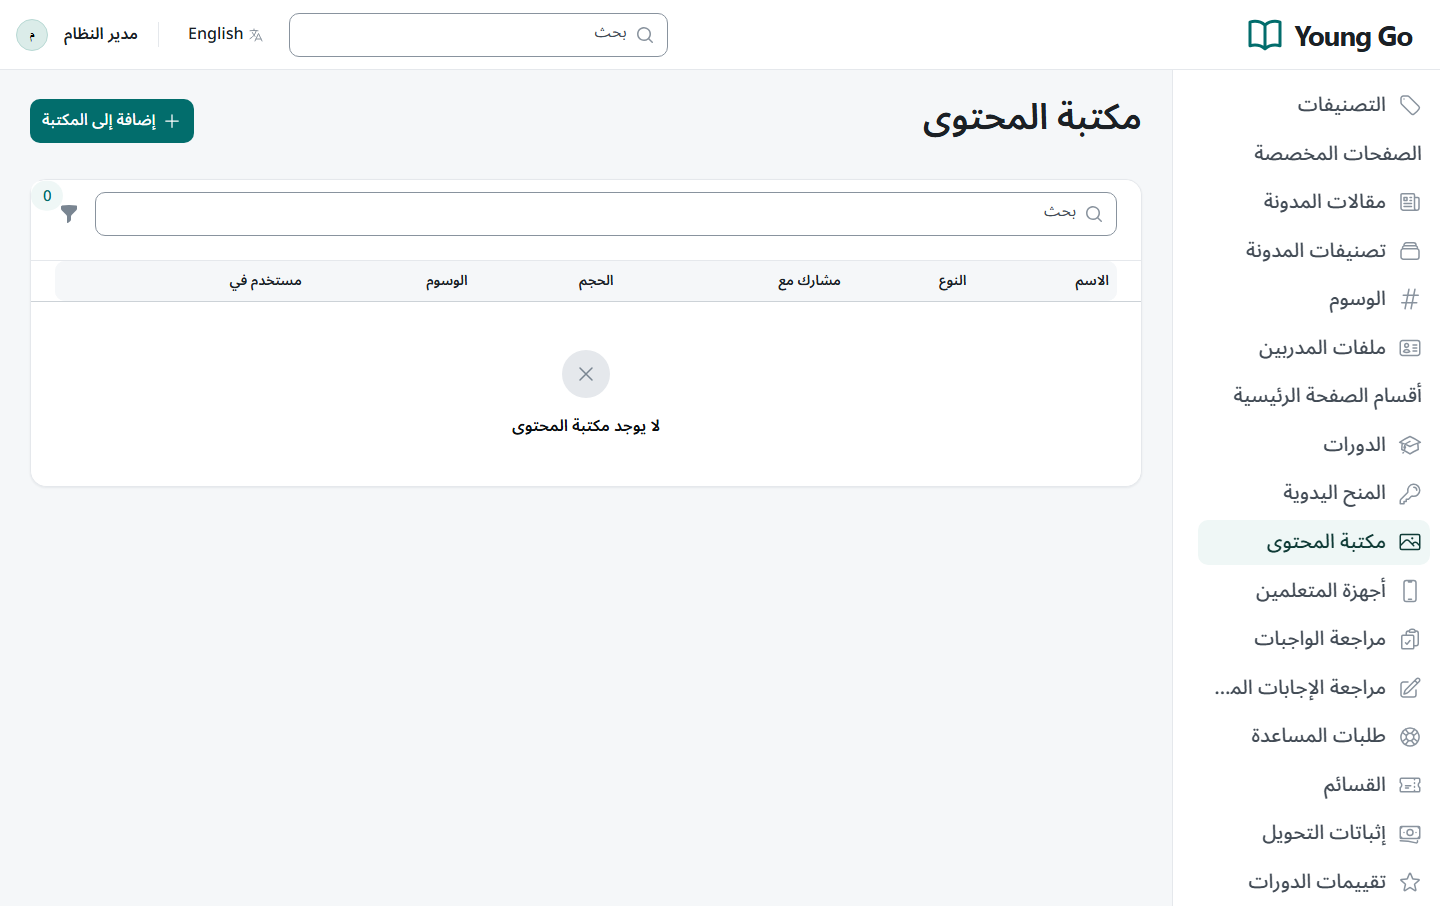 Young Go
بحث
English
مدير النظام
م
التصنيفات
الصفحات المخصصة
مقالات المدونة
تصنيفات المدونة
الوسوم
ملفات المدربين
أقسام الصفحة الرئيسية
الدورات
المنح اليدوية
مكتبة المحتوى
أجهزة المتعلمين
مراجعة الواجبات
مراجعة الإجابات الم...
طلبات المساعدة
القسائم
إثباتات التحويل
تقييمات الدورات
مكتبة المحتوى
إضافة إلى المكتبة
بحث
0
الاسم النوع مشارك مع الحجم الوسوم مستخدم في
لا يوجد مكتبة المحتوى